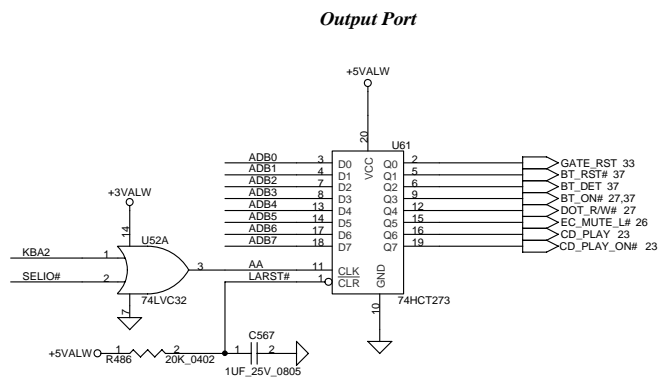 Output Port
+5VALW
20
U61
VCC
ADB0 3 D0 Q0 2 GATE_RST 33
ADB1 4 D1 Q1 5 BT_RST# 37
ADB2 7 D2 Q2 6 BT_DET 37
ADB3 8 D3 Q3 9 BT_ON# 27,37
ADB4 13 D4 Q4 12 DOT_R/W# 27
ADB5 14 D5 Q5 15 EC_MUTE_L# 26
ADB6 17 D6 Q6 16 CD_PLAY 23
ADB7 18 D7 Q7 19 CD_PLAY_ON# 23
+3VALW
14
U52A
KBA2 1
SELIO# 2
3
AA 11 CLK
LARST# 1 CLR
GND
7
74LVC32
10
74HCT273
C567
+5VALW 1 2 1 2
R486 20K_0402
1UF_25V_0805